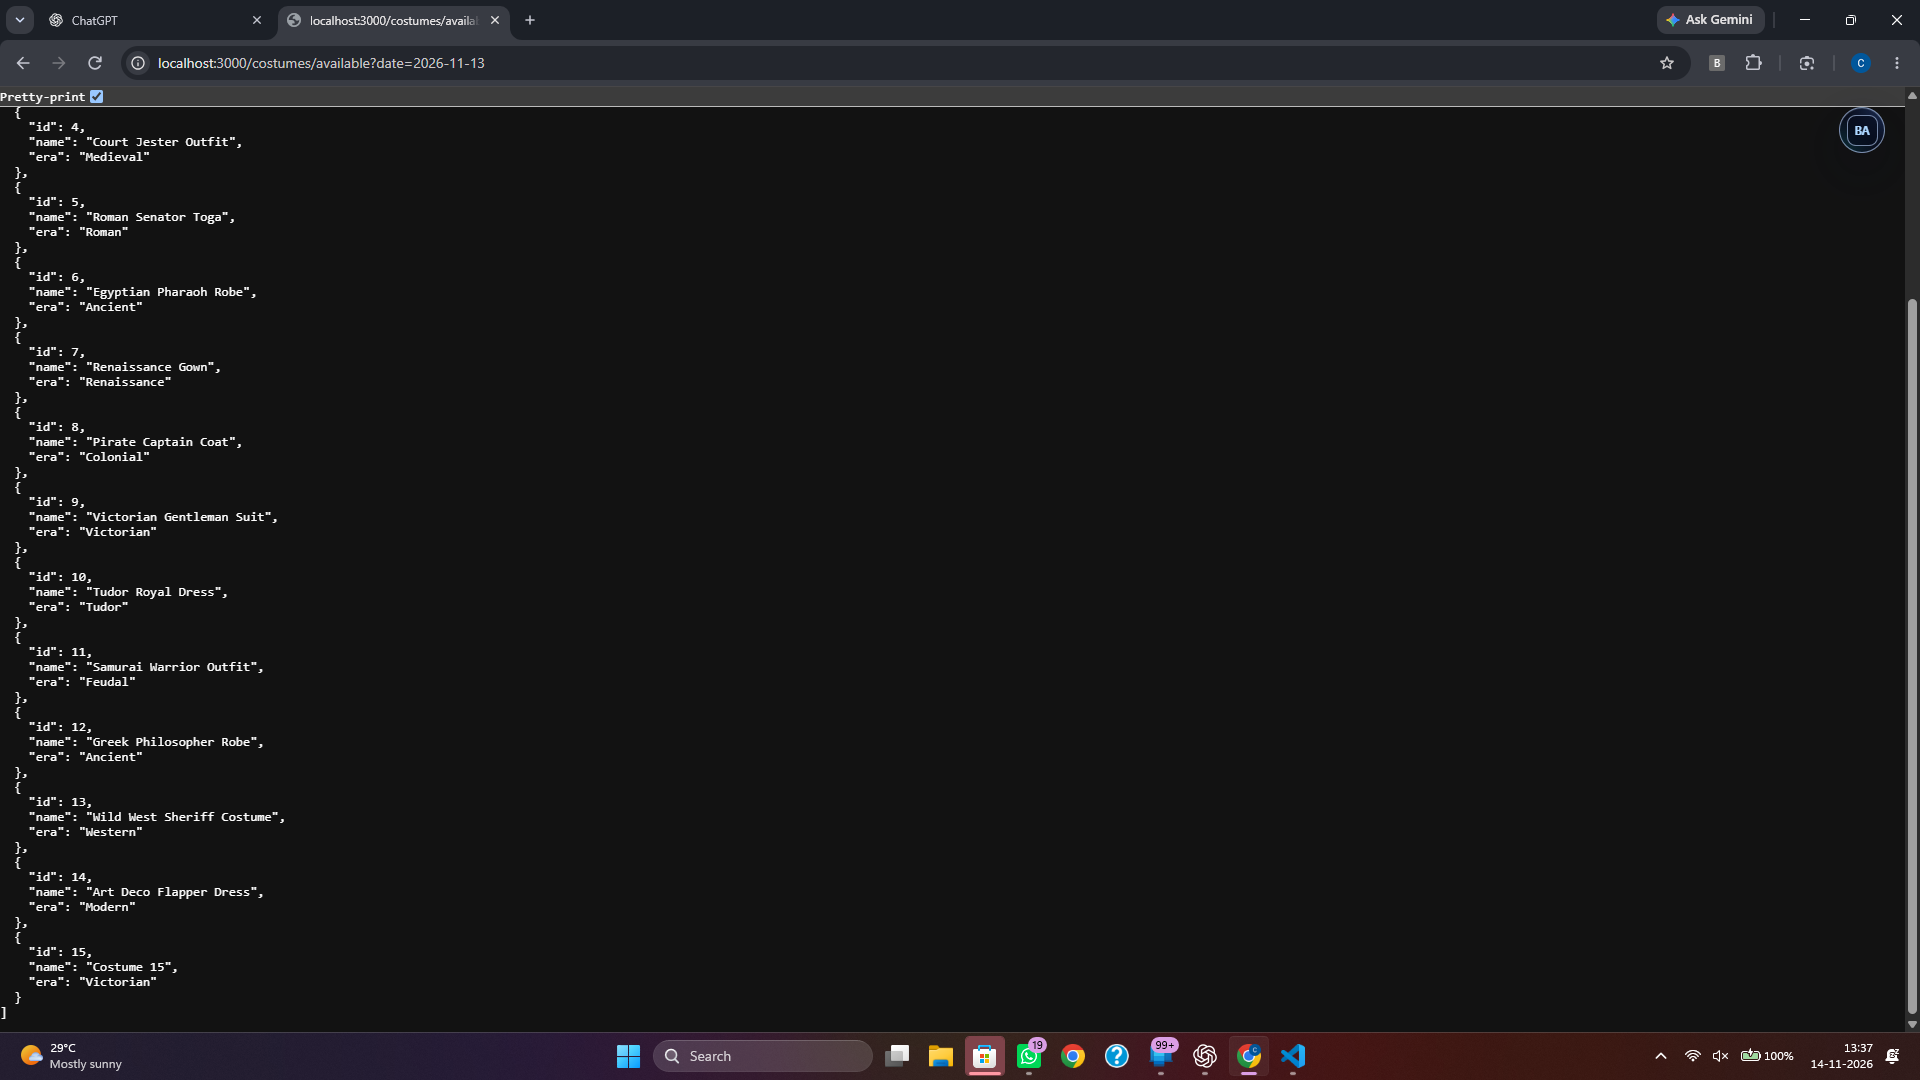 ChatGPT
localhost:3000/costumes/availa
Ask Gemini
localhost:3000/costumes/available?date=2026-11-13
B
C
Pretty-print
BA
{
"id": 4,
"name": "Court Jester Outfit",
"era": "Medieval"
},
{
"id": 5,
"name": "Roman Senator Toga",
"era": "Roman"
},
{
"id": 6,
"name": "Egyptian Pharaoh Robe",
"era": "Ancient"
},
{
"id": 7,
"name": "Renaissance Gown",
"era": "Renaissance"
},
{
"id": 8,
"name": "Pirate Captain Coat",
"era": "Colonial"
},
{
"id": 9,
"name": "Victorian Gentleman Suit",
"era": "Victorian"
},
{
"id": 10,
"name": "Tudor Royal Dress",
"era": "Tudor"
},
{
"id": 11,
"name": "Samurai Warrior Outfit",
"era": "Feudal"
},
{
"id": 12,
"name": "Greek Philosopher Robe",
"era": "Ancient"
},
{
"id": 13,
"name": "Wild West Sheriff Costume",
"era": "Western"
},
{
"id": 14,
"name": "Art Deco Flapper Dress",
"era": "Modern"
},
{
"id": 15,
"name": "Costume 15",
"era": "Victorian"
}
]
29°C
Mostly sunny
Search
19
99+
C
100%
13:37
14-11-2026